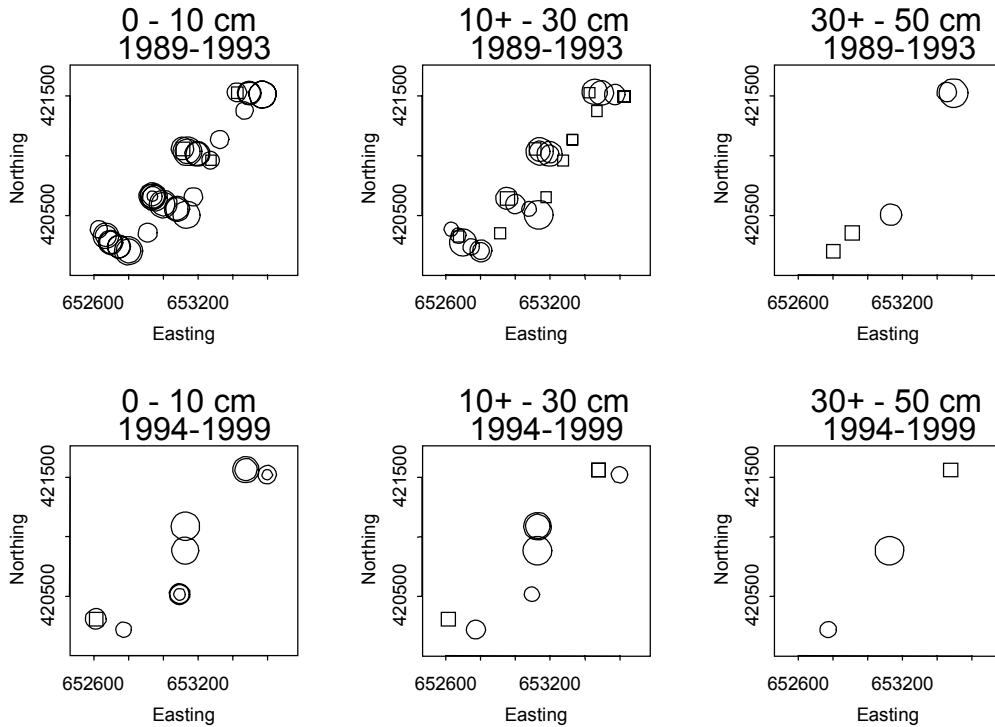 0 - 10 cm
1989-1993
421500
420500
Northing
652600 653200
Easting
10+ - 30 cm
1989-1993
421500
420500
Northing
652600 653200
Easting
30+ - 50 cm
1989-1993
421500
420500
Northing
652600 653200
Easting
0 - 10 cm
1994-1999
421500
420500
Northing
652600 653200
Easting
10+ - 30 cm
1994-1999
421500
420500
Northing
652600 653200
Easting
30+ - 50 cm
1994-1999
421500
420500
Northing
652600 653200
Easting